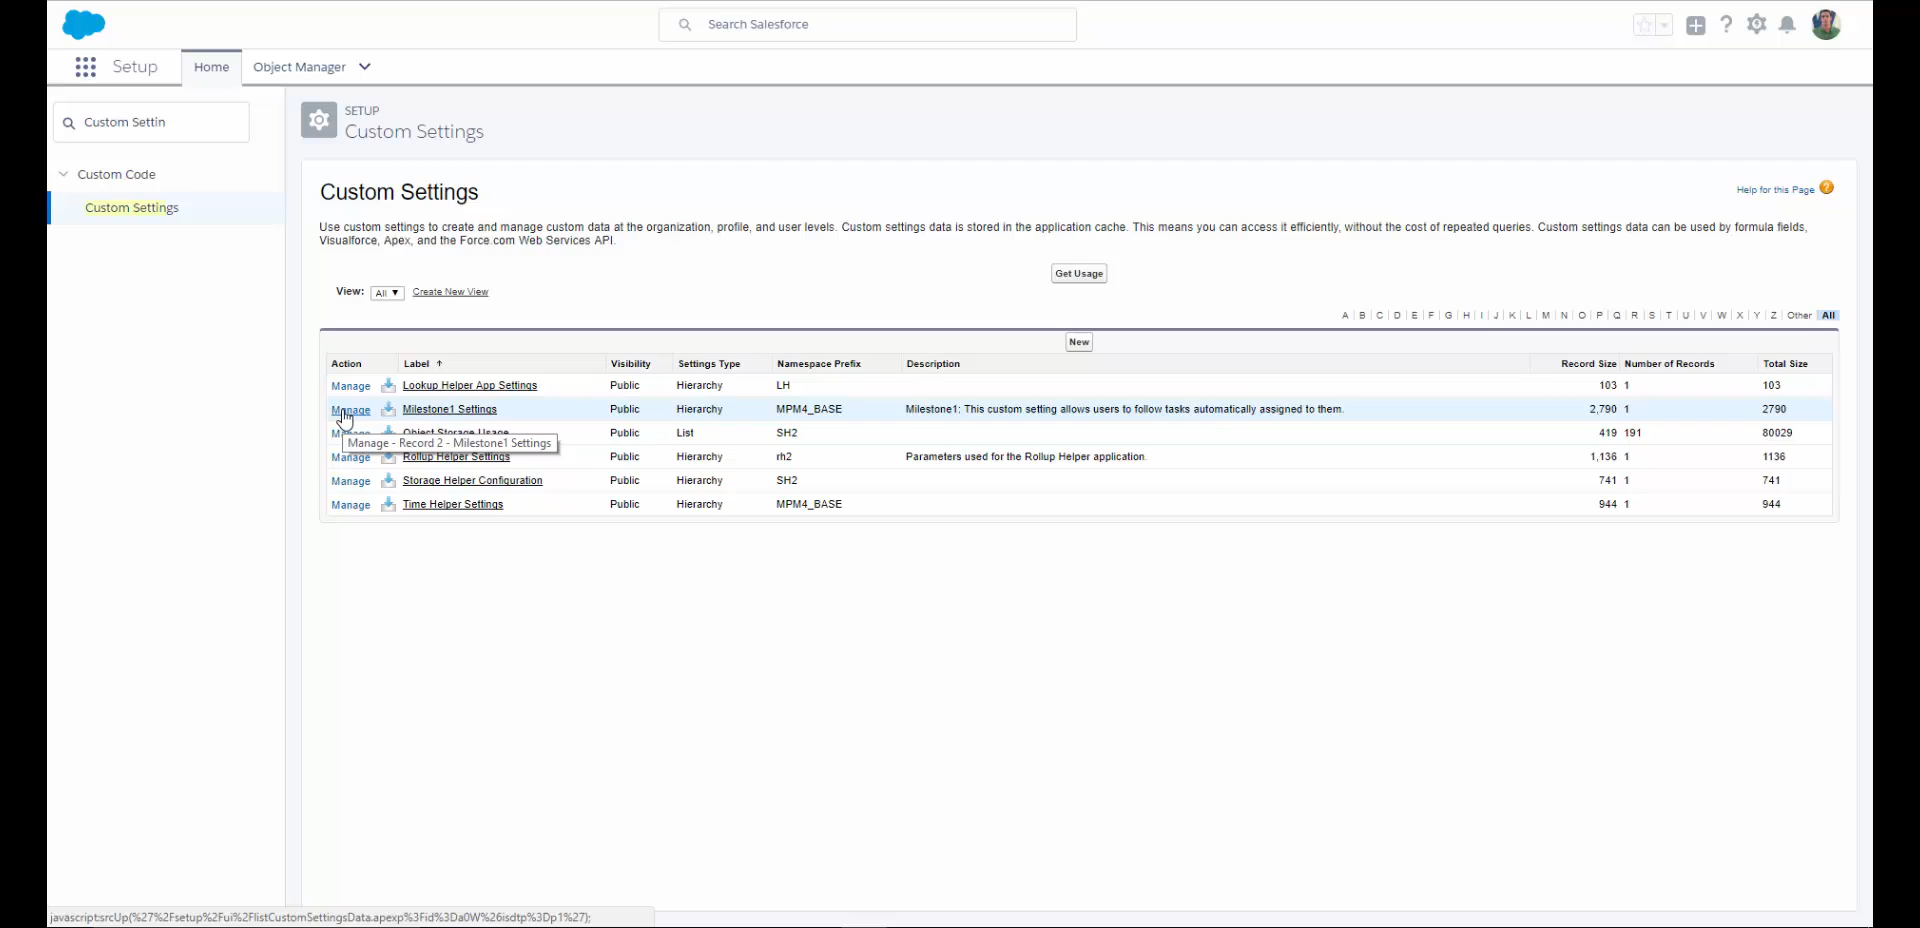 Search Salesforce
Setup
Home
Object Manager
Custom Settin
Custom Code
Custom Settings
SETUP
Custom Settings
Custom Settings
Help for this Page
Use custom settings to create and manage custom data at the organization, profile, and user levels. Custom settings data is stored in the application cache. This means you can access it efficiently, without the cost of repeated queries. Custom settings data can be used by formula fields,
Visualforce, Apex, and the Force.com Web Services API.
Get Usage
View: All Create New View
A | B | C | D | E | F | G | H | I | J | K | L | M | N | O | P | Q | R | S | T | U | V | W | X | Y | Z | Other All
New
Action Label Visibility Settings Type Namespace Prefix Description Record Size Number of Records Total Size
Manage Lookup Helper App Settings Public Hierarchy LH 103 1 103
Manage Milestone1 Settings Public Hierarchy MPM4_BASE Milestone1: This custom setting allows users to follow tasks automatically assigned to them. 2,790 1 2790
Manage Object Storage Usage Public List SH2 419 191 80029
Manage - Record 2 - Milestone1 Settings
Manage Rollup Helper Settings Public Hierarchy rh2 Parameters used for the Rollup Helper application. 1,136 1 1136
Manage Storage Helper Configuration Public Hierarchy SH2 741 1 741
Manage Time Helper Settings Public Hierarchy MPM4_BASE 944 1 944
javascript:srcUp(%27%2Fsetup%2Fui%2FlistCustomSettingsData.apexp%3Fid%3Da0W%26isdtp%3Dp1%27);